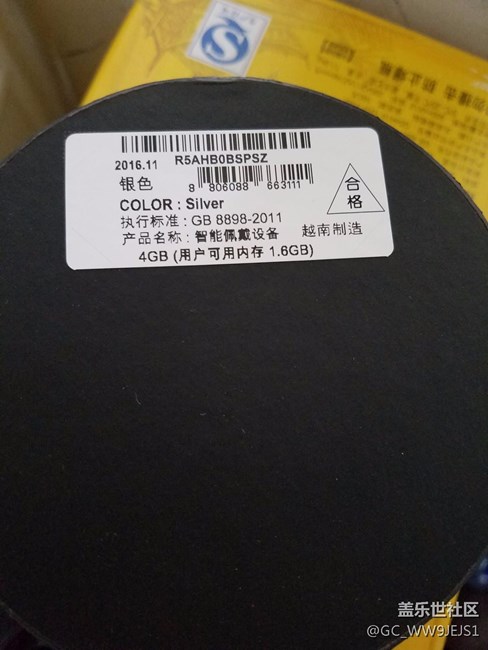 2016.11 R5AHB0BSPSZ
银色 8 806088 663111
COLOR : Silver
合格
执行标准 : GB 8898-2011
产品名称 : 智能佩戴设备 越南制造
4GB (用户可用内存 1.6GB)
盖乐世社区
@GC_WW9JEJS1